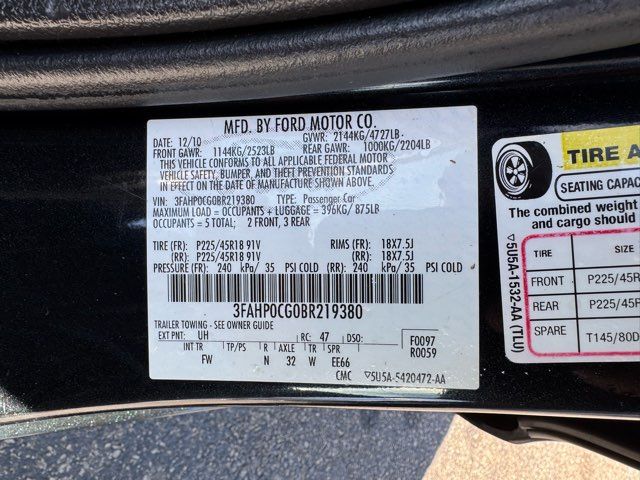 MFD. BY FORD MOTOR CO.
12/10 GVWR: 2144KG/4727LB
FRONT GAWR: 1144KG/2523LB REAR GAWR: 1000KG/2204LB
THIS VEHICLE CONFORMS TO ALL APPLICABLE FEDERAL MOTOR
VEHICLE SAFETY, BUMPER, AND THEFT PREVENTION STANDARDS
IN EFFECT ON THE DATE OF MANUFACTURE SHOWN ABOVE.
VIN: 3FAHP0CG0BR219380 TYPE: Passenger Car
MAXIMUM LOAD = OCCUPANTS + LUGGAGE = 396KG/875LB
OCCUPANTS = 5 TOTAL; 2 FRONT, 3 REAR
TIRE (FR): P225/45R18 91V RIMS (FR): 18X7.5J
(RR): P225/45R18 91V (RR): 18X7.5J
PRESSURE (FR): 240 kPa/ 35 PSI COLD (RR): 240 kPa/ 35 PSI COLD
3FAHP0CG0BR219380
TRAILER TOWING - SEE OWNER GUIDE
EXT PNT: UH RC: 47 DSO: F0097
INT TR TP/PS R AXLE TR SPR R0059
FW N 32 W EE66
CMC ▽5U5A-5420472-AA
TIRE A
SEATING CAPACITY
The combined weight
and cargo should
TIRE SIZE
FRONT P225/45R
REAR P225/45R
SPARE T145/80D
▽5U5A-1532-AA (TLU)